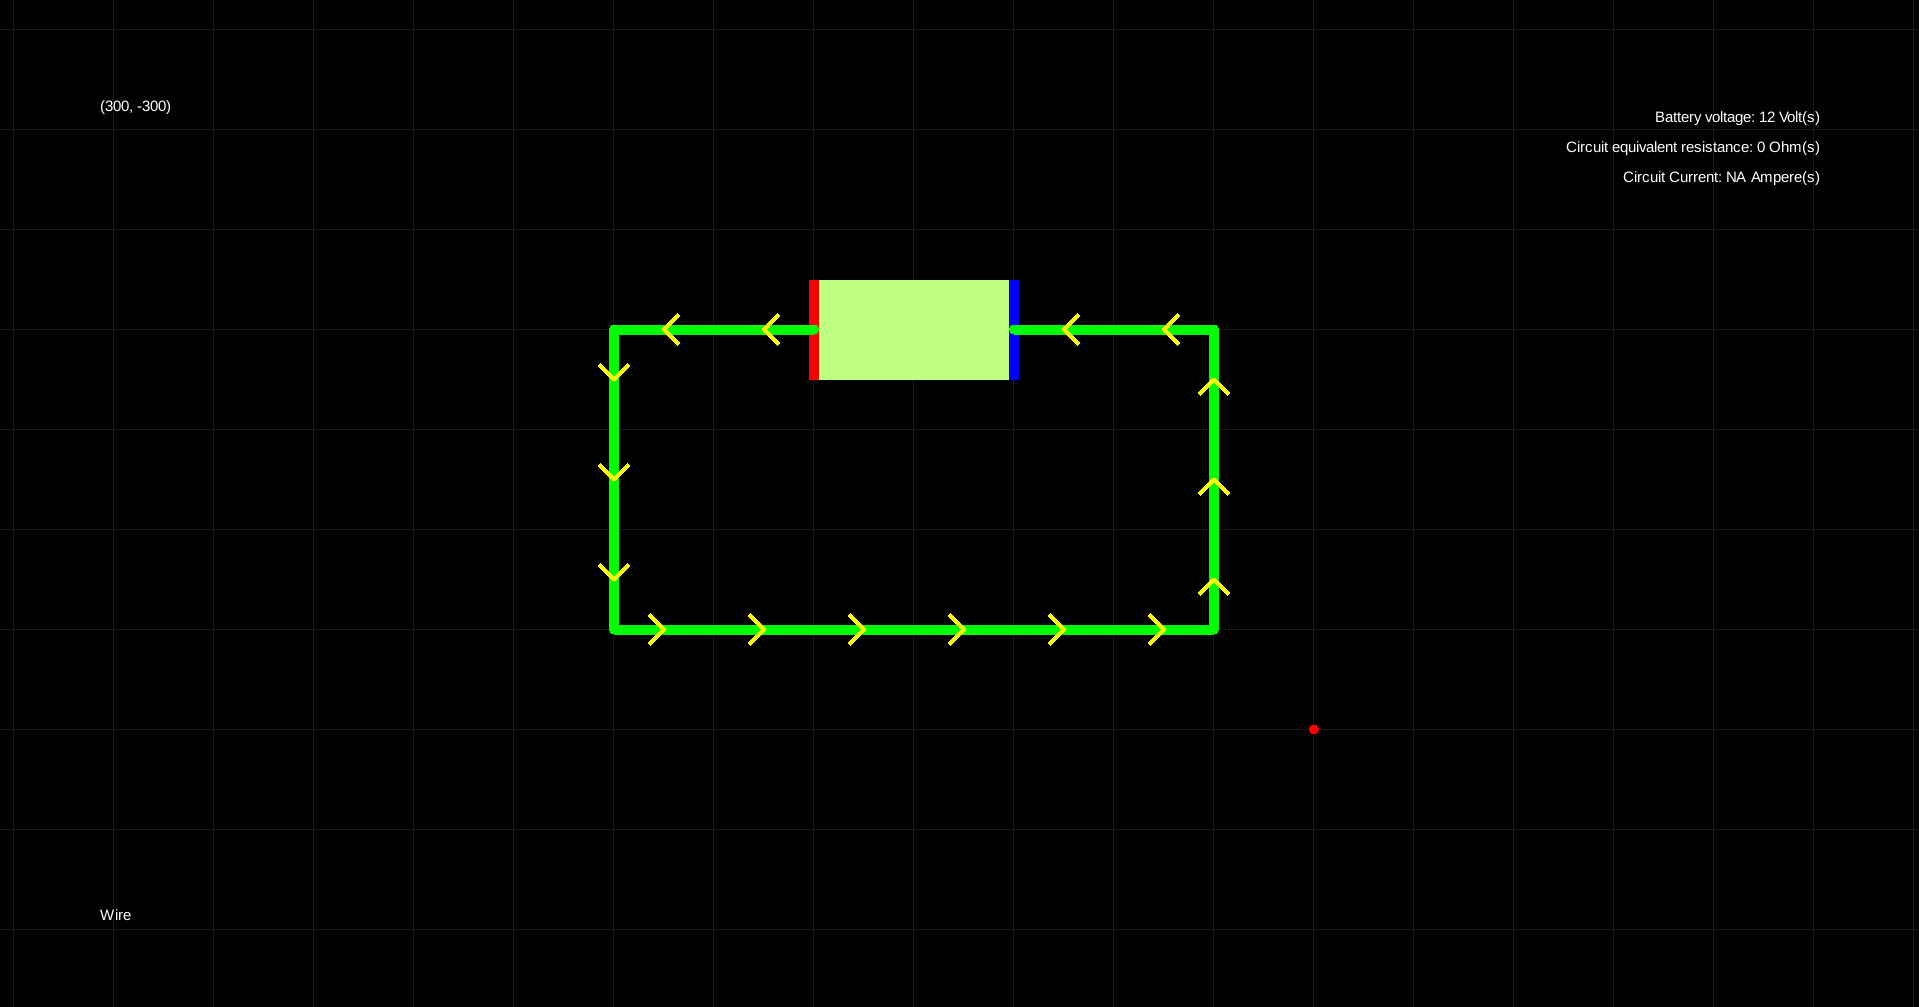 (300, -300)
Battery voltage: 12 Volt(s)
Circuit equivalent resistance: 0 Ohm(s)
Circuit Current: NA Ampere(s)
Wire